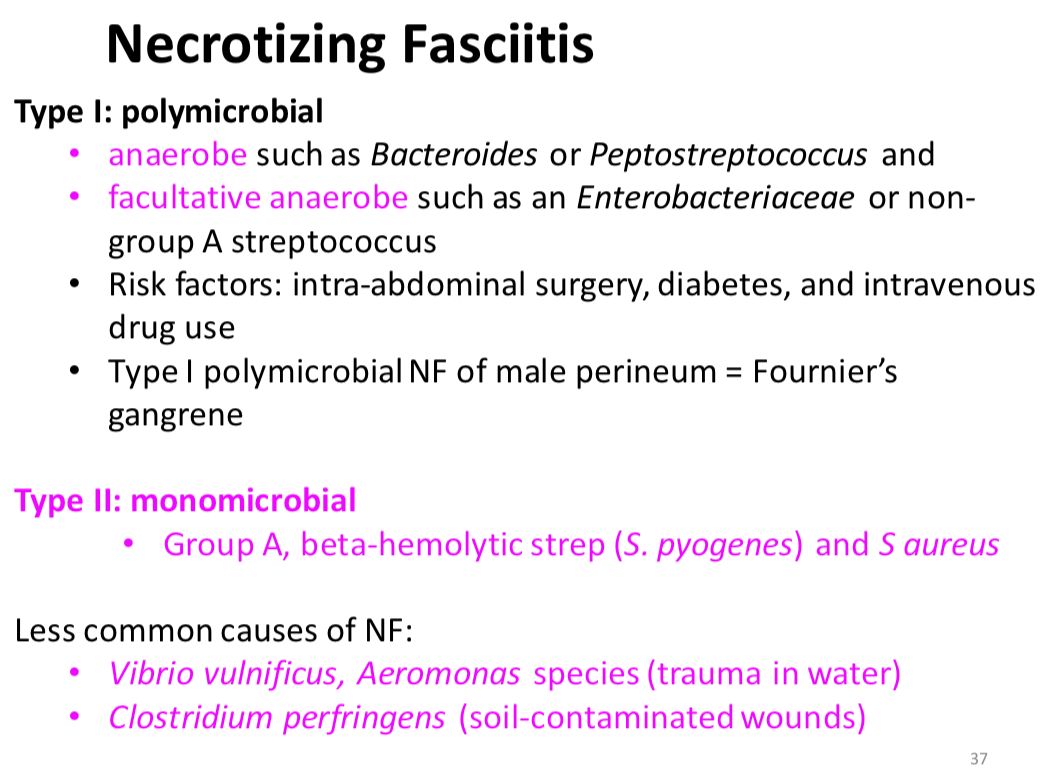 Necrotizing Fasciitis
Type I: polymicrobial
• anaerobe such as Bacteroides or Peptostreptococcus and
• facultative anaerobe such as an Enterobacteriaceae or non-
group A streptococcus
• Risk factors: intra-abdominal surgery, diabetes, and intravenous
drug use
• Type I polymicrobial NF of male perineum = Fournier’s
gangrene
Type II: monomicrobial
• Group A, beta-hemolytic strep (S. pyogenes) and S aureus
Less common causes of NF:
• Vibrio vulnificus, Aeromonas species (trauma in water)
• Clostridium perfringens (soil-contaminated wounds)
37